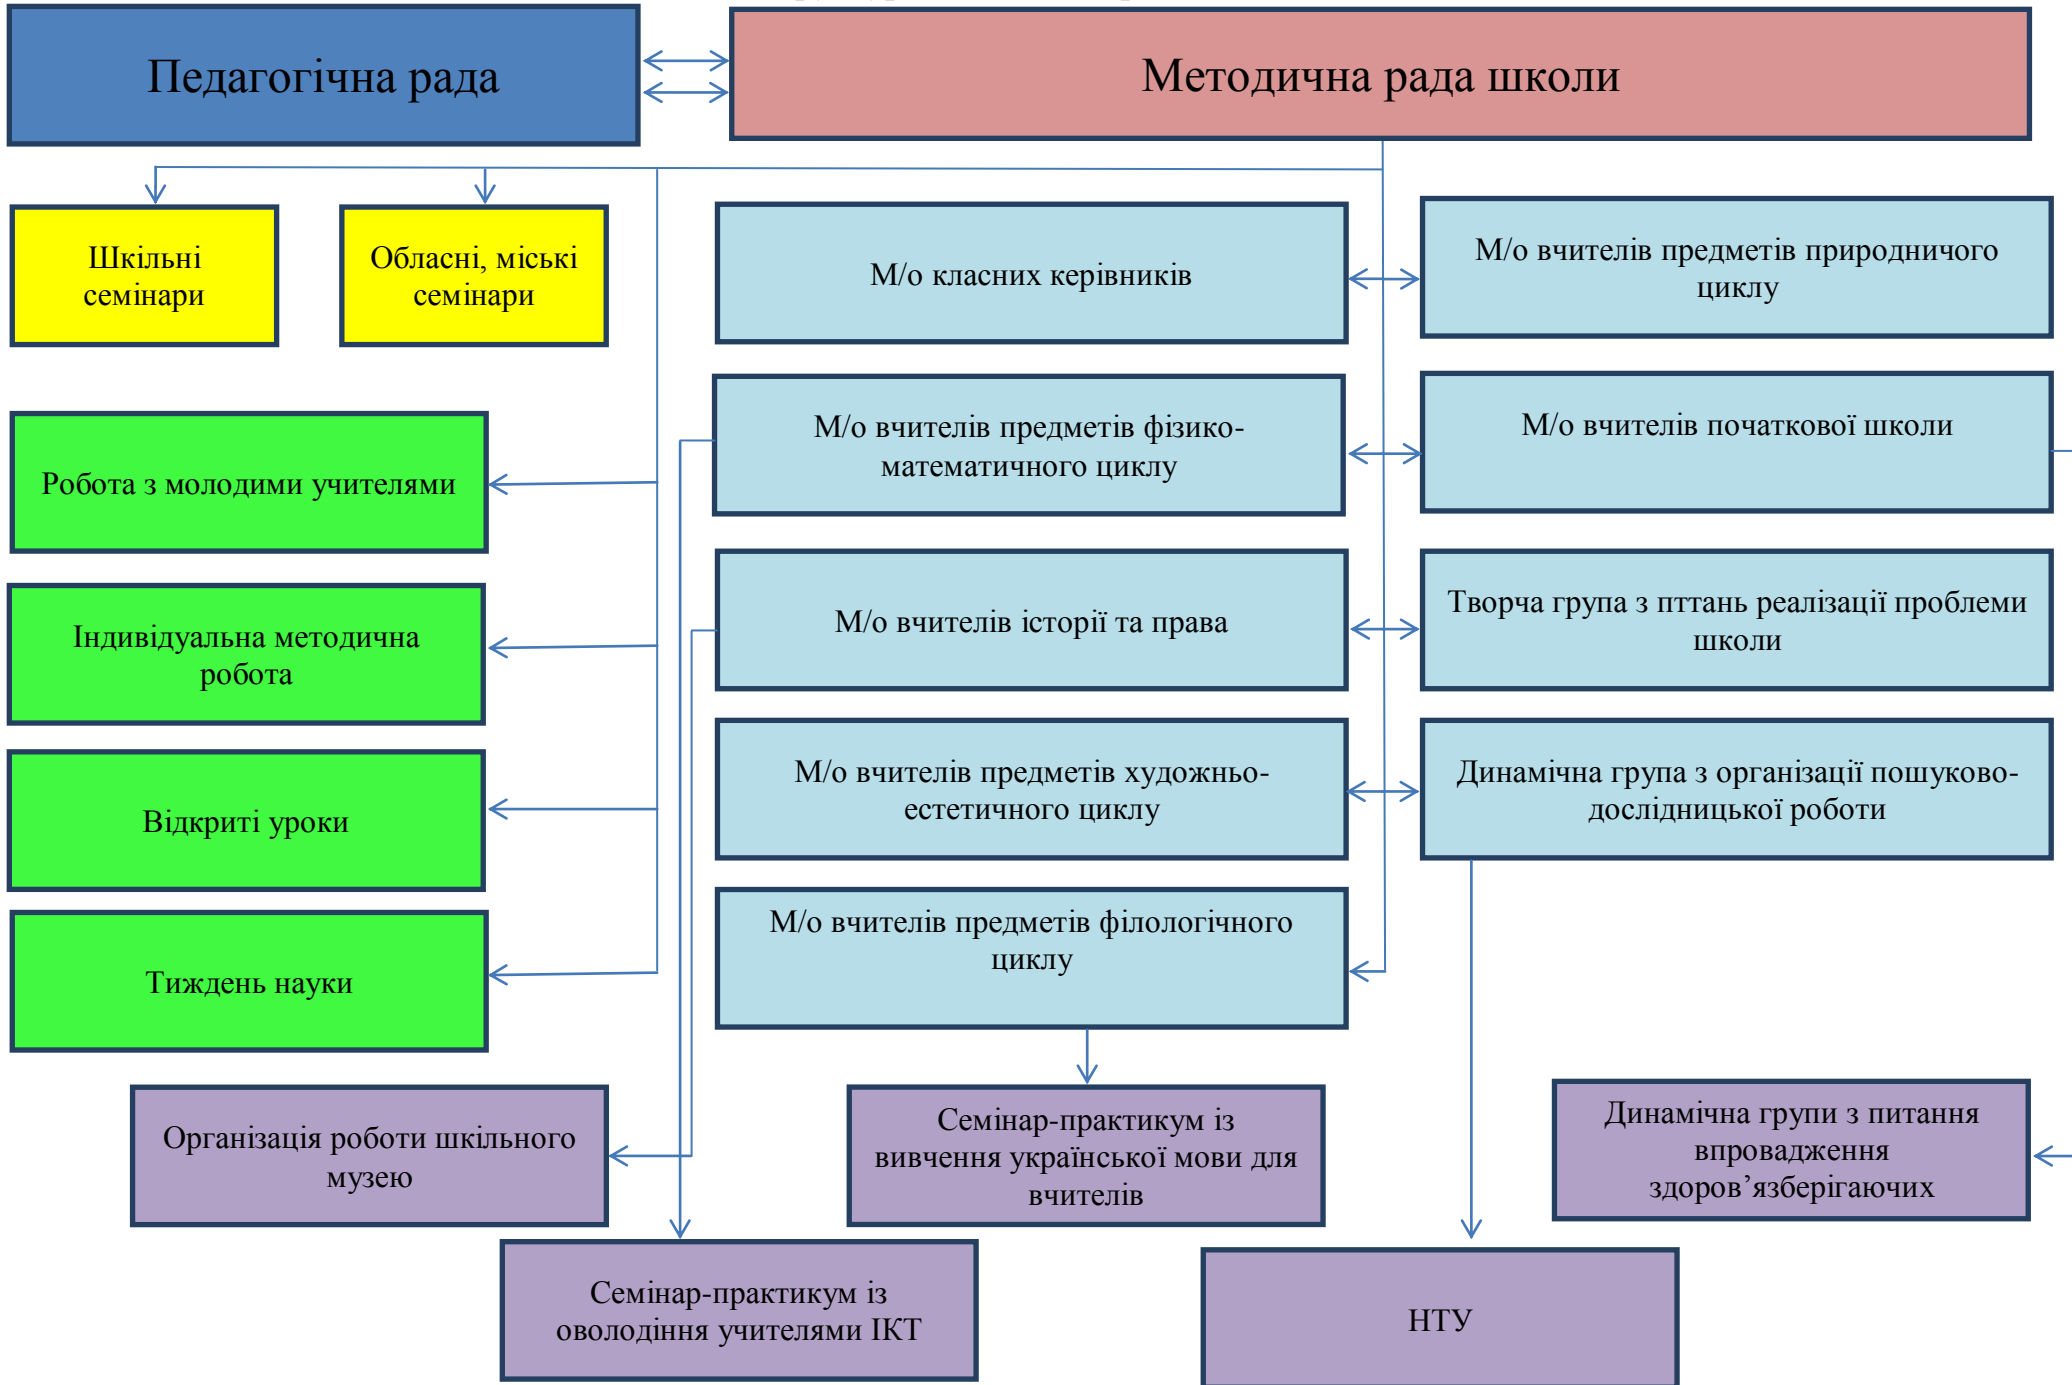 Педагогічна рада
Методична рада школи
Шкільні
семінари
Обласні, міські
семінари
М/о класних керівників
М/о вчителів предметів природничого
циклу
М/о вчителів предметів фізико-
математичного циклу
М/о вчителів початкової школи
Робота з молодими учителями
Індивідуальна методична
робота
М/о вчителів історії та права
Творча група з пттань реалізації проблеми
школи
Відкриті уроки
М/о вчителів предметів художньо-
естетичного циклу
Динамічна група з організації пошуково-
дослідницької роботи
Тиждень науки
М/о вчителів предметів філологічного
циклу
Організація роботи шкільного
музею
Семінар-практикум із
вивчення української мови для
вчителів
Динамічна групи з питання
впровадження
здоров’язберігаючих
Семінар-практикум із
оволодіння учителями ІКТ
НТУ